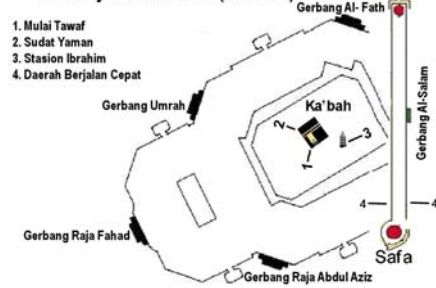 Gerbang Al- Fath
1. Mulai Tawaf
2. Sudat Yaman
3. Stasion Ibrahim
4. Daerah Berjalan Cepat
Gerbang Umrah
Ka'bah
2
3
1
Gerbang Al-Salam
4
4
Gerbang Raja Fahad
Safa
Gerbang Raja Abdul Aziz